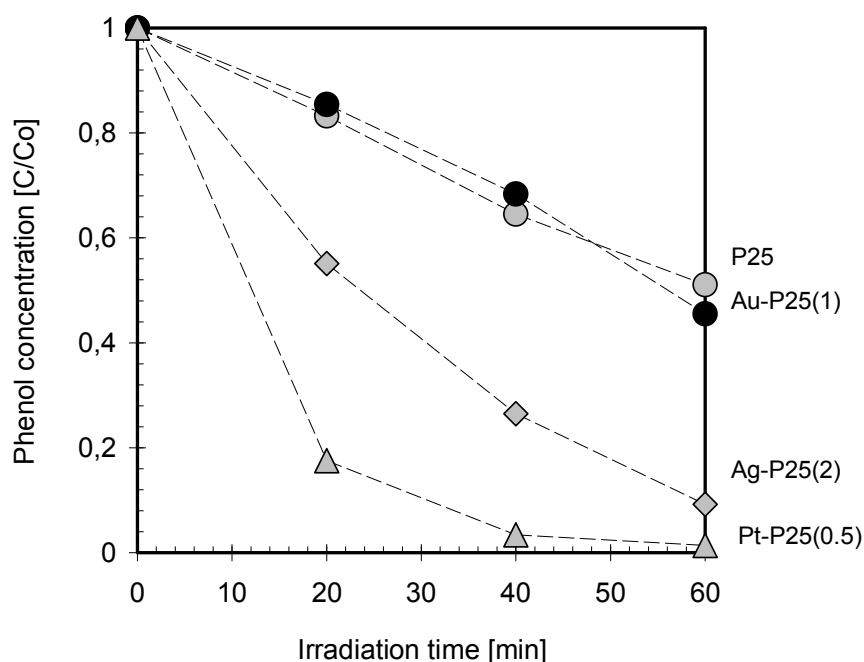 1
0,8
0,6
0,4
0,2
0
Phenol concentration [C/Co]
P25
Au-P25(1)
Ag-P25(2)
Pt-P25(0.5)
0 10 20 30 40 50 60
Irradiation time [min]